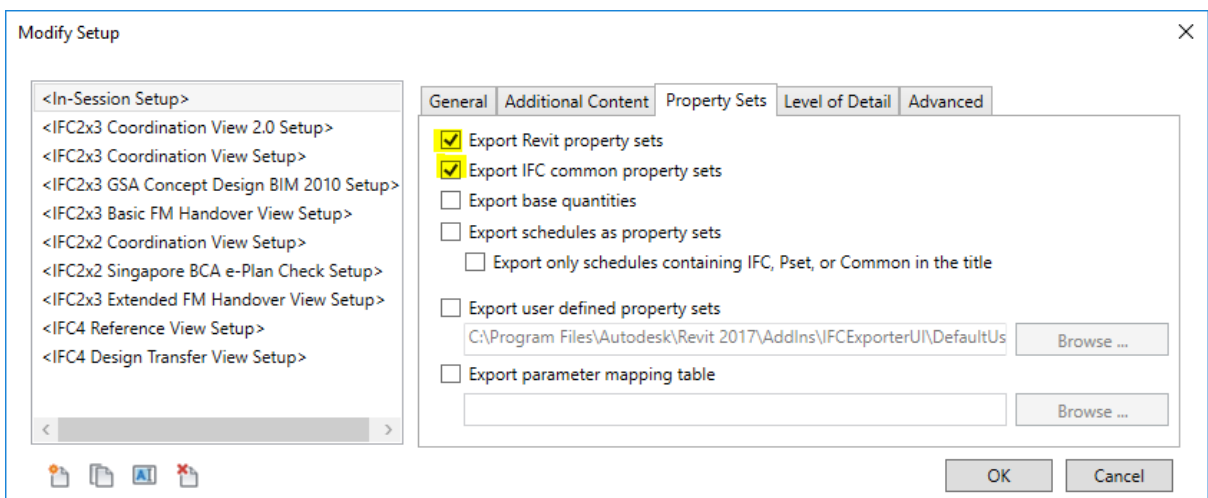 Modify Setup
<In-Session Setup>
<IFC2x3 Coordination View 2.0 Setup>
<IFC2x3 Coordination View Setup>
<IFC2x3 GSA Concept Design BIM 2010 Setup>
<IFC2x3 Basic FM Handover View Setup>
<IFC2x2 Coordination View Setup>
<IFC2x2 Singapore BCA e-Plan Check Setup>
<IFC2x3 Extended FM Handover View Setup>
<IFC4 Reference View Setup>
<IFC4 Design Transfer View Setup>
General Additional Content Property Sets Level of Detail Advanced
Export Revit property sets
Export IFC common property sets
Export base quantities
Export schedules as property sets
Export only schedules containing IFC, Pset, or Common in the title
Export user defined property sets
C:\Program Files\Autodesk\Revit 2017\AddIns\IFCExporterUI\DefaultUs
Browse ...
Export parameter mapping table
Browse ...
AI
OK Cancel